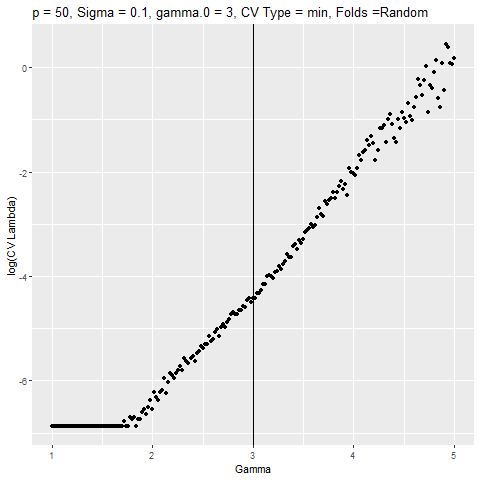 p = 50, Sigma = 0.1, gamma.0 = 3, CV Type = min, Folds =Random
0
-2
-4
-6
log(CV Lambda)
1 2 3 4 5
Gamma